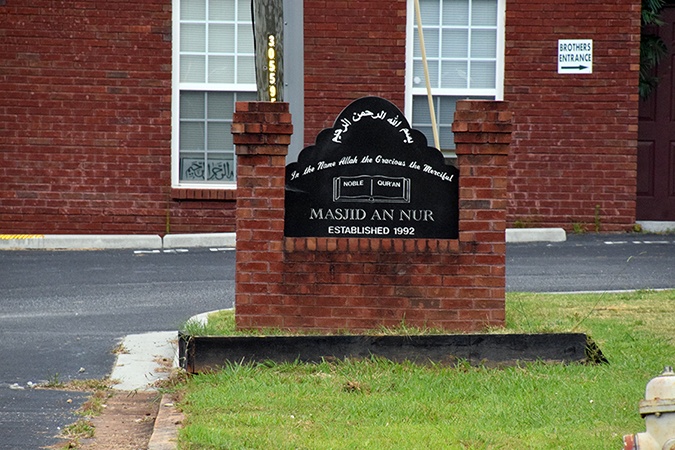 BROTHERS
ENTRANCE
30559
بسم الله الرحمن الرحيم
In the Name Allah the Gracious the Merciful
NOBLE QUR'AN
MASJID AN NUR
ESTABLISHED 1992